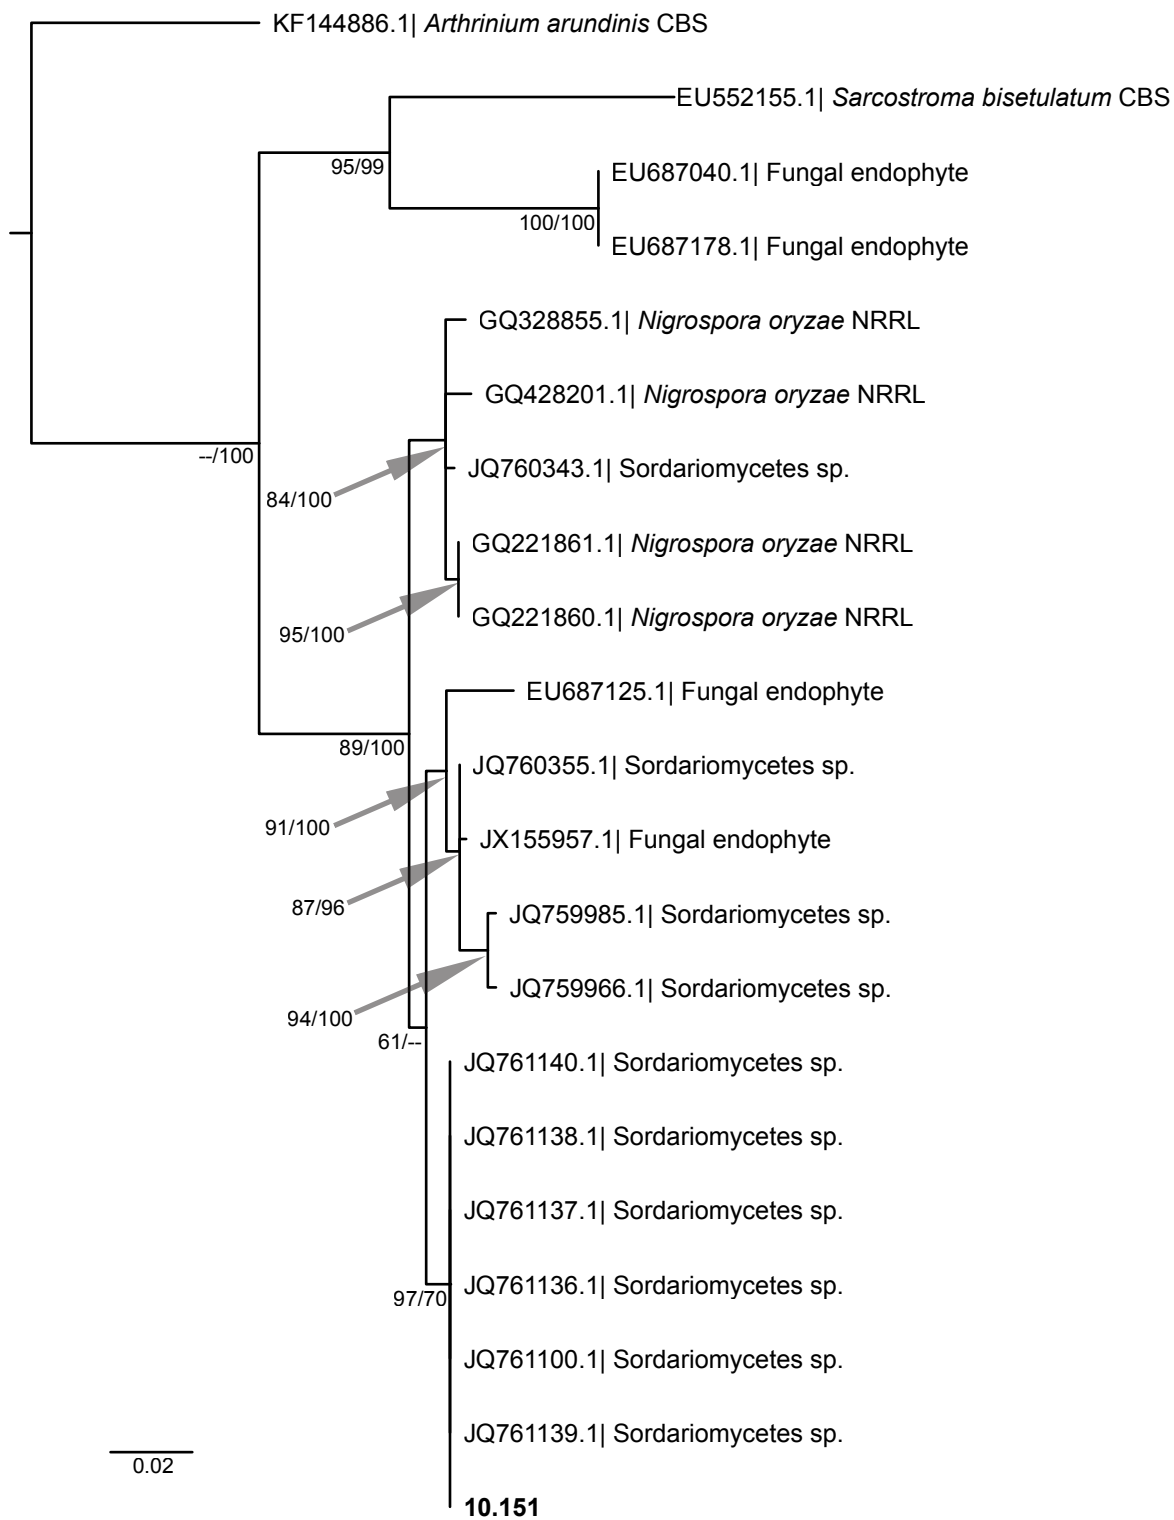 KF144886.1| Arthrinium arundinis CBS
EU552155.1| Sarcostroma bisetulatum CBS
95/99
EU687040.1| Fungal endophyte
100/100
EU687178.1| Fungal endophyte
GQ328855.1| Nigrospora oryzae NRRL
GQ428201.1| Nigrospora oryzae NRRL
--/100
JQ760343.1| Sordariomycetes sp.
84/100
GQ221861.1| Nigrospora oryzae NRRL
GQ221860.1| Nigrospora oryzae NRRL
95/100
EU687125.1| Fungal endophyte
89/100
JQ760355.1| Sordariomycetes sp.
91/100
JX155957.1| Fungal endophyte
87/96
JQ759985.1| Sordariomycetes sp.
JQ759966.1| Sordariomycetes sp.
94/100
61/--
JQ761140.1| Sordariomycetes sp.
JQ761138.1| Sordariomycetes sp.
JQ761137.1| Sordariomycetes sp.
JQ761136.1| Sordariomycetes sp.
97/70
JQ761100.1| Sordariomycetes sp.
JQ761139.1| Sordariomycetes sp.
0.02
10.151